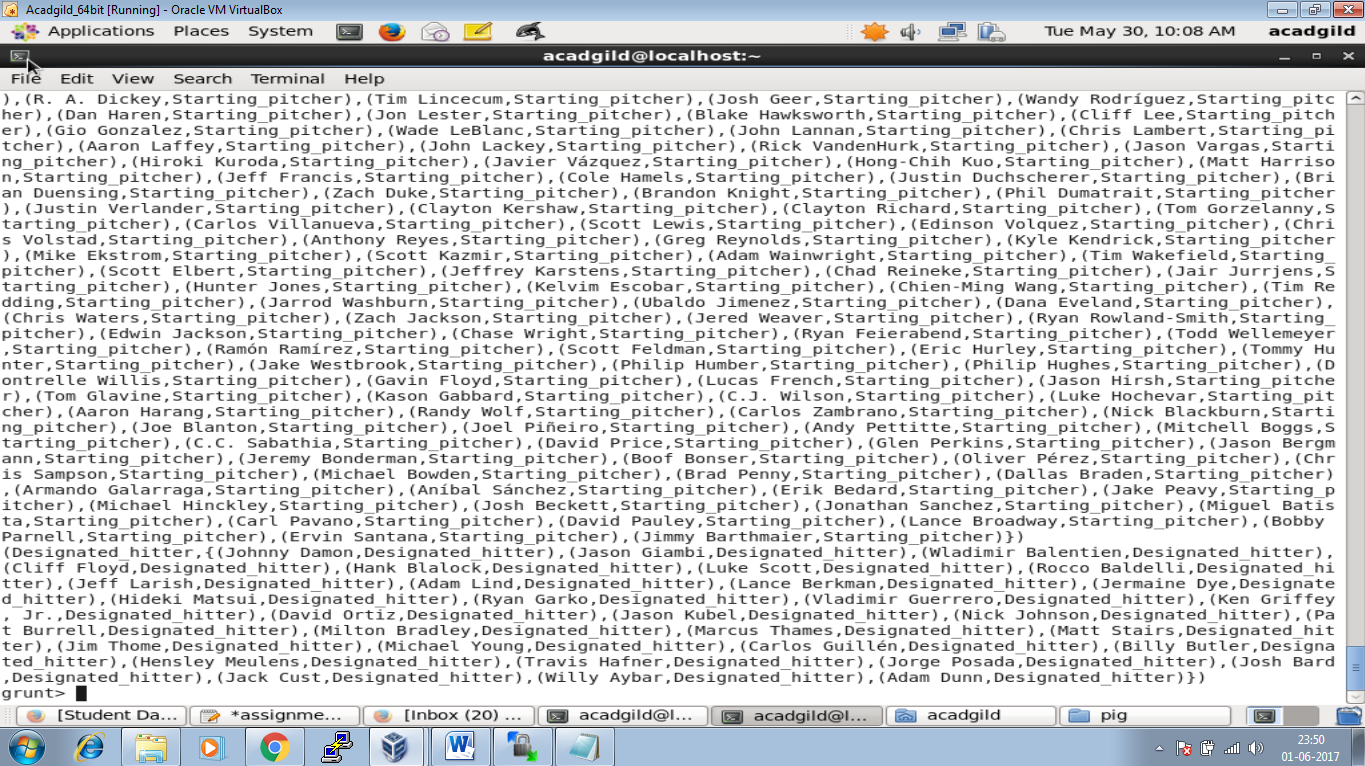 Acadgild_64bit [Running] - Oracle VM VirtualBox
Applications Places System Tue May 30, 10:08 AM acadgild
acadgild@localhost:~
File Edit View Search Terminal Help
),(R. A. Dickey,Starting_pitcher),(Tim Lincecum,Starting_pitcher),(Josh Geer,Starting_pitcher),(Wandy Rodríguez,Starting_pitc
her),(Dan Haren,Starting_pitcher),(Jon Lester,Starting_pitcher),(Blake Hawksworth,Starting_pitcher),(Cliff Lee,Starting_pitch
er),(Gio Gonzalez,Starting_pitcher),(Wade LeBlanc,Starting_pitcher),(John Lannan,Starting_pitcher),(Chris Lambert,Starting_pi
tcher),(Aaron Laffey,Starting_pitcher),(John Lackey,Starting_pitcher),(Rick VandenHurk,Starting_pitcher),(Jason Vargas,Starti
ng_pitcher),(Hiroki Kuroda,Starting_pitcher),(Javier Vázquez,Starting_pitcher),(Hong-Chih Kuo,Starting_pitcher),(Matt Harriso
n,Starting_pitcher),(Jeff Francis,Starting_pitcher),(Cole Hamels,Starting_pitcher),(Justin Duchscherer,Starting_pitcher),(Bri
an Duensing,Starting_pitcher),(Zach Duke,Starting_pitcher),(Brandon Knight,Starting_pitcher),(Phil Dumatrait,Starting_pitcher
),(Justin Verlander,Starting_pitcher),(Clayton Kershaw,Starting_pitcher),(Clayton Richard,Starting_pitcher),(Tom Gorzelanny,S
tarting_pitcher),(Carlos Villanueva,Starting_pitcher),(Scott Lewis,Starting_pitcher),(Edinson Volquez,Starting_pitcher),(Chri
s Volstad,Starting_pitcher),(Anthony Reyes,Starting_pitcher),(Greg Reynolds,Starting_pitcher),(Kyle Kendrick,Starting_pitcher
),(Mike Ekstrom,Starting_pitcher),(Scott Kazmir,Starting_pitcher),(Adam Wainwright,Starting_pitcher),(Tim Wakefield,Starting_
pitcher),(Scott Elbert,Starting_pitcher),(Jeffrey Karstens,Starting_pitcher),(Chad Reineke,Starting_pitcher),(Jair Jurrjens,S
tarting_pitcher),(Hunter Jones,Starting_pitcher),(Kelvim Escobar,Starting_pitcher),(Chien-Ming Wang,Starting_pitcher),(Tim Re
dding,Starting_pitcher),(Jarrod Washburn,Starting_pitcher),(Ubaldo Jimenez,Starting_pitcher),(Dana Eveland,Starting_pitcher),
(Chris Waters,Starting_pitcher),(Zach Jackson,Starting_pitcher),(Jered Weaver,Starting_pitcher),(Ryan Rowland-Smith,Starting_
pitcher),(Edwin Jackson,Starting_pitcher),(Chase Wright,Starting_pitcher),(Ryan Feierabend,Starting_pitcher),(Todd Wellemeyer
,Starting_pitcher),(Ramón Ramírez,Starting_pitcher),(Scott Feldman,Starting_pitcher),(Eric Hurley,Starting_pitcher),(Tommy Hu
nter,Starting_pitcher),(Jake Westbrook,Starting_pitcher),(Philip Humber,Starting_pitcher),(Philip Hughes,Starting_pitcher),(D
ontrelle Willis,Starting_pitcher),(Gavin Floyd,Starting_pitcher),(Lucas French,Starting_pitcher),(Jason Hirsh,Starting_pitche
r),(Tom Glavine,Starting_pitcher),(Kason Gabbard,Starting_pitcher),(C.J. Wilson,Starting_pitcher),(Luke Hochevar,Starting_pit
cher),(Aaron Harang,Starting_pitcher),(Randy Wolf,Starting_pitcher),(Carlos Zambrano,Starting_pitcher),(Nick Blackburn,Starti
ng_pitcher),(Joe Blanton,Starting_pitcher),(Joel Piñeiro,Starting_pitcher),(Andy Pettitte,Starting_pitcher),(Mitchell Boggs,S
tarting_pitcher),(C.C. Sabathia,Starting_pitcher),(David Price,Starting_pitcher),(Glen Perkins,Starting_pitcher),(Jason Bergm
ann,Starting_pitcher),(Jeremy Bonderman,Starting_pitcher),(Boof Bonser,Starting_pitcher),(Oliver Pérez,Starting_pitcher),(Chr
is Sampson,Starting_pitcher),(Michael Bowden,Starting_pitcher),(Brad Penny,Starting_pitcher),(Dallas Braden,Starting_pitcher)
,(Armando Galarraga,Starting_pitcher),(Aníbal Sánchez,Starting_pitcher),(Erik Bedard,Starting_pitcher),(Jake Peavy,Starting_p
itcher),(Michael Hinckley,Starting_pitcher),(Josh Beckett,Starting_pitcher),(Jonathan Sanchez,Starting_pitcher),(Miguel Batis
ta,Starting_pitcher),(Carl Pavano,Starting_pitcher),(David Pauley,Starting_pitcher),(Lance Broadway,Starting_pitcher),(Bobby
Parnell,Starting_pitcher),(Ervin Santana,Starting_pitcher),(Jimmy Barthmaier,Starting_pitcher)})
(Designated_hitter,{(Johnny Damon,Designated_hitter),(Jason Giambi,Designated_hitter),(Wladimir Balentien,Designated_hitter),
(Cliff Floyd,Designated_hitter),(Hank Blalock,Designated_hitter),(Luke Scott,Designated_hitter),(Rocco Baldelli,Designated_hi
tter),(Jeff Larish,Designated_hitter),(Adam Lind,Designated_hitter),(Lance Berkman,Designated_hitter),(Jermaine Dye,Designate
d_hitter),(Hideki Matsui,Designated_hitter),(Ryan Garko,Designated_hitter),(Vladimir Guerrero,Designated_hitter),(Ken Griffey
, Jr.,Designated_hitter),(David Ortiz,Designated_hitter),(Jason Kubel,Designated_hitter),(Nick Johnson,Designated_hitter),(Pa
t Burrell,Designated_hitter),(Milton Bradley,Designated_hitter),(Marcus Thames,Designated_hitter),(Matt Stairs,Designated_hit
ter),(Jim Thome,Designated_hitter),(Michael Young,Designated_hitter),(Carlos Guillén,Designated_hitter),(Billy Butler,Designa
ted_hitter),(Hensley Meulens,Designated_hitter),(Travis Hafner,Designated_hitter),(Jorge Posada,Designated_hitter),(Josh Bard
,Designated_hitter),(Jack Cust,Designated_hitter),(Willy Aybar,Designated_hitter),(Adam Dunn,Designated_hitter)})
grunt>
[Student Da... *assignme... [Inbox (20) ... acadgild@l... acadgild@l... acadgild pig
23:50
01-06-2017